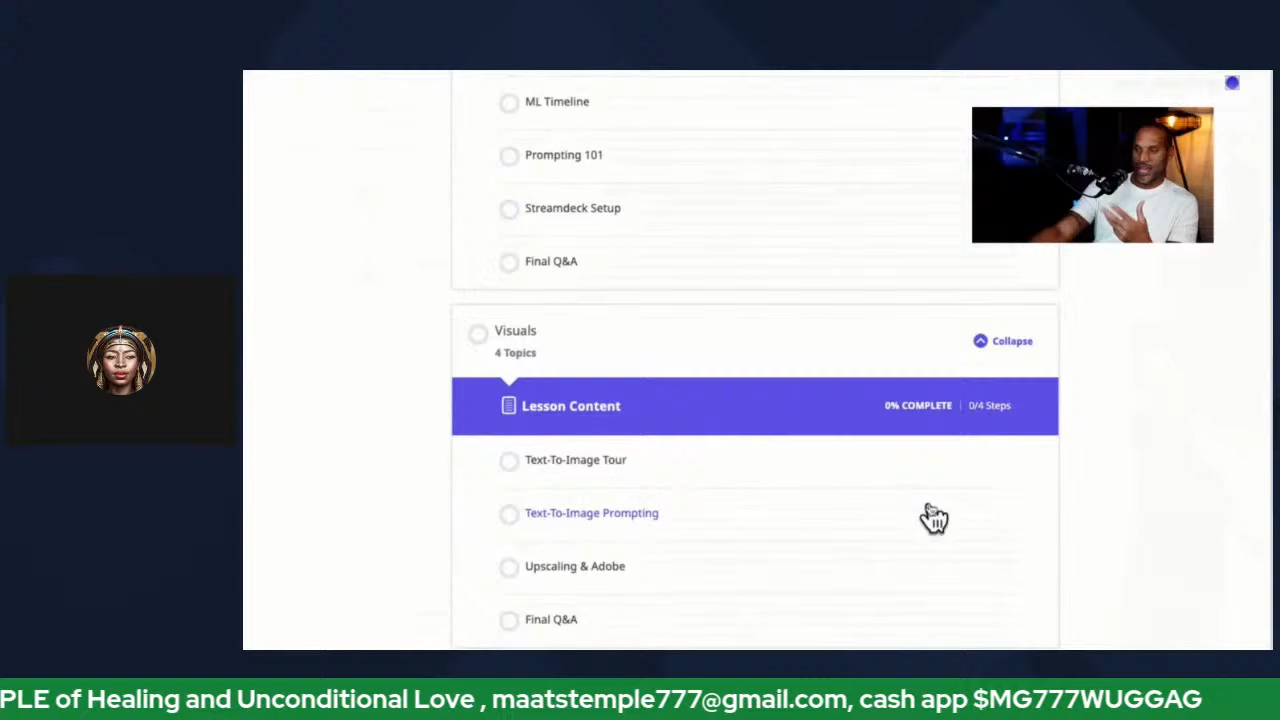 ML Timeline
Prompting 101
Streamdeck Setup
Final Q&A
Visuals
4 Topics
Collapse
Lesson Content
0% COMPLETE | 0/4 Steps
Text-To-Image Tour
Text-To-Image Prompting
Upscaling & Adobe
Final Q&A
PLE of Healing and Unconditional Love , maatstemple777@gmail.com, cash app $MG777WUGGAG